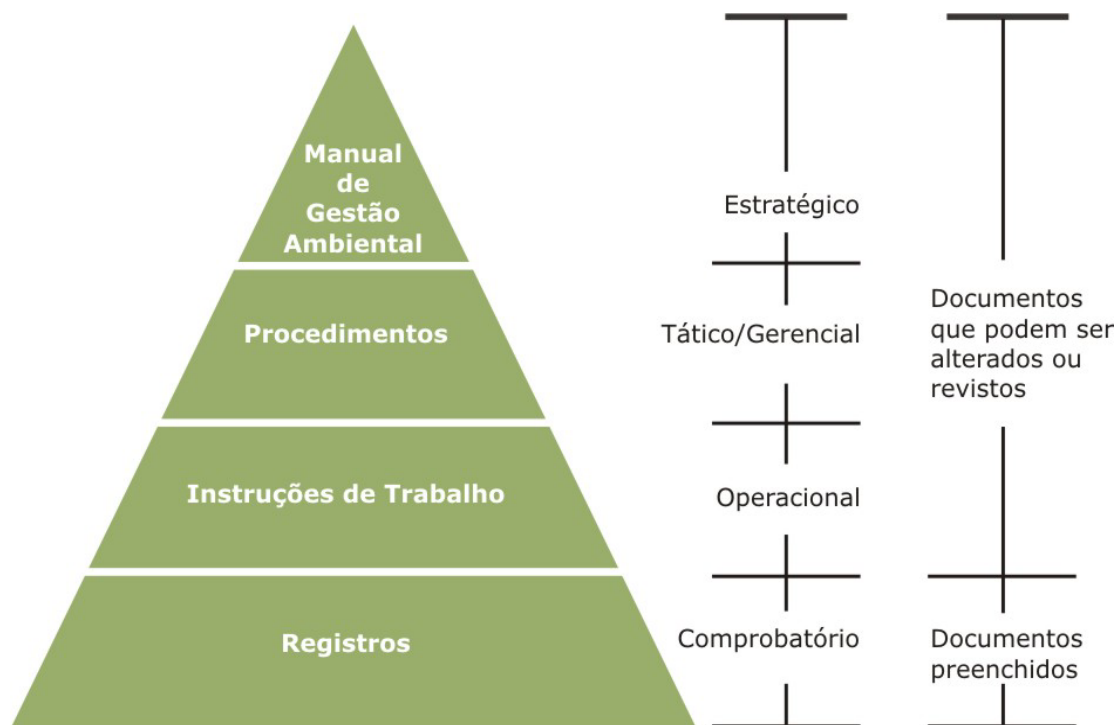 Manual
de
Gestão
Ambiental
Procedimentos
Instruções de Trabalho
Registros
Estratégico
Tático/Gerencial
Operacional
Comprobatório
Documentos
que podem ser
alterados ou
revistos
Documentos
preenchidos